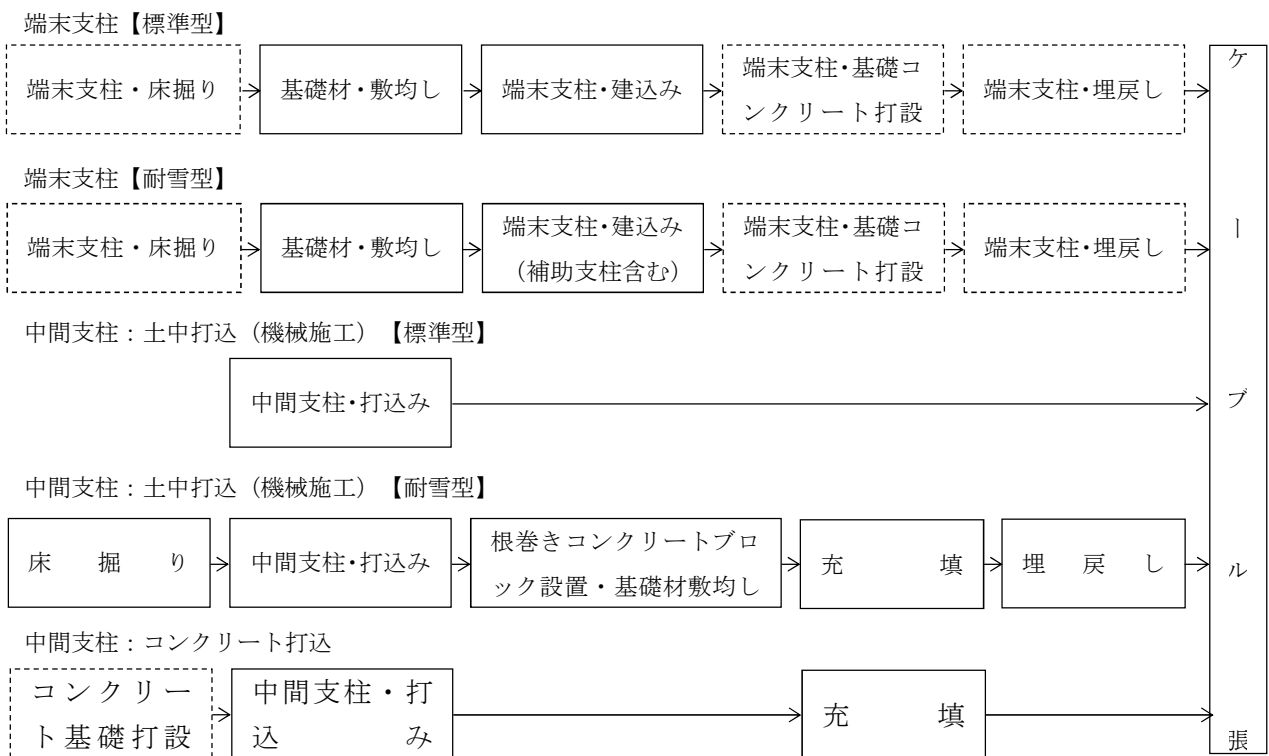 端末支柱【標準型】
端末支柱・床掘り
基礎材・敷均し
端末支柱・建込み
端末支柱・基礎コ
ンクリート打設
端末支柱・埋戻し
端末支柱【耐雪型】
端末支柱・床掘り
基礎材・敷均し
端末支柱・建込み
（補助支柱含む）
端末支柱・基礎コ
ンクリート打設
端末支柱・埋戻し
中間支柱：土中打込（機械施工）【標準型】
中間支柱・打込み
中間支柱：土中打込（機械施工）【耐雪型】
床掘り
中間支柱・打込み
根巻きコンクリートブロ
ック設置・基礎材敷均し
充填
埋戻し
中間支柱：コンクリート打込
コンクリー
ト基礎打設
中間支柱・打
込み
充填
ケーブル張